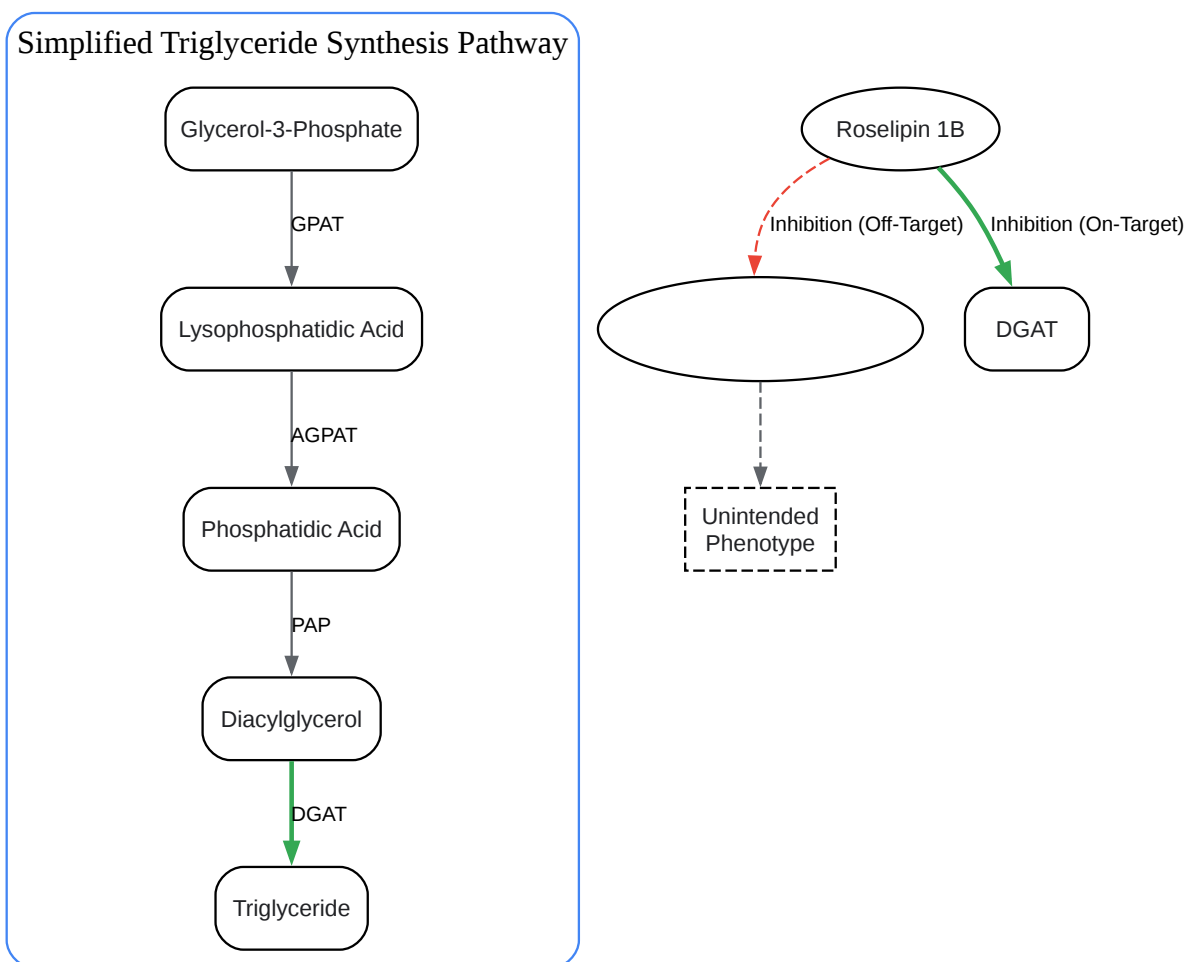 Simplified Triglyceride Synthesis Pathway
Glycerol-3-Phosphate
GPAT
Lysophosphatidic Acid
AGPAT
Phosphatidic Acid
PAP
Diacylglycerol
DGAT
Triglyceride
Roselipin 1B
Inhibition (Off-Target)
Inhibition (On-Target)
DGAT
Unintended
Phenotype